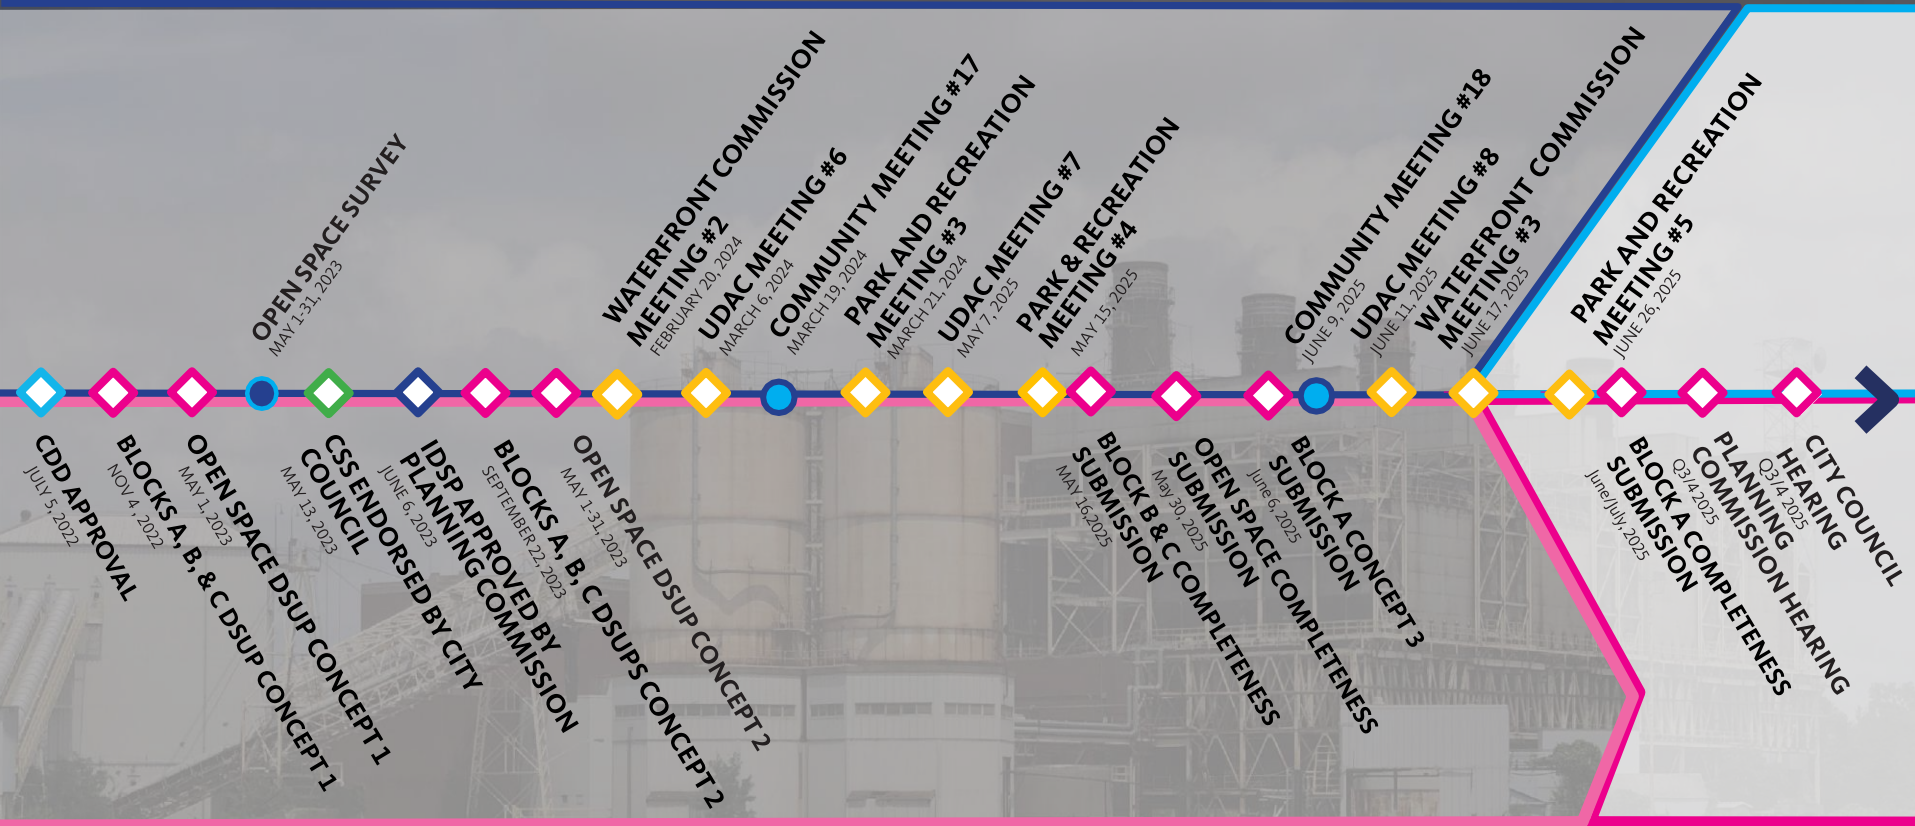 OPEN SPACE SURVEY
MAY 1-31, 2023
WATERFRONT COMMISSION
MEETING #2
FEBRUARY 20, 2024
UDAC MEETING #6
MARCH 6, 2024
COMMUNITY MEETING #17
MARCH 19, 2024
PARK AND RECREATION
MEETING #3
MARCH 21, 2024
UDAC MEETING #7
MAY 7, 2025
PARK & RECREATION
MEETING #4
MAY 15, 2025
COMMUNITY MEETING #18
JUNE 9, 2025
UDAC MEETING #8
JUNE 11, 2025
WATERFRONT COMMISSION
MEETING #3
JUNE 17, 2025
PARK AND RECREATION
MEETING #5
JUNE 26, 2025
CDD APPROVAL
JULY 5, 2022
BLOCKS A, B, & C DSUP CONCEPT 1
NOV 4, 2022
OPEN SPACE DSUP CONCEPT 1
MAY 1, 2023
CSS ENDORSED BY CITY
COUNCIL
MAY 13, 2023
IDSP APPROVED BY
PLANNING COMMISSION
JUNE 6, 2023
BLOCKS A, B, C DSUPS CONCEPT 2
SEPTEMBER 22, 2023
OPEN SPACE DSUP CONCEPT 2
MAY 1-31, 2023
BLOCK B & C COMPLETENESS
SUBMISSION
MAY 16,2025
OPEN SPACE COMPLETENESS
SUBMISSION
May 30, 2025
BLOCK A CONCEPT 3
SUBMISSION
June 6, 2025
BLOCK A COMPLETENESS
SUBMISSION
June/July, 2025
PLANNING
COMMISSION HEARING
Q3/4 2025
CITY COUNCIL
HEARING
Q3/4 2025